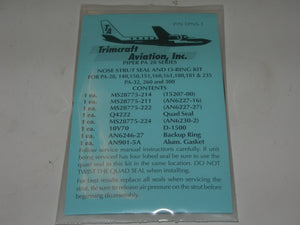 P/N TPNS 1
TA
Trimcraft
Aviation, Inc.
PIPER PA-28 SERIES
NOSE STRUT SEAL AND O-RING KIT
FOR PA-28, 140,150,151,160,161,180,181 & 235
PA-32, 260 and 300
CONTENTS
1 ea. MS28775-214 (15207-00)
1 ea. MS28775-211 (AN6227-16)
1 ea. MS28775-222 (AN6227-27)
1 ea. Q4222 Quad Seal
1 ea. MS28775-224 (AN6230-2)
1 ea. 10V70 D-1500
1 ea. AN6246-27 Backup Ring
1 ea. AN901-5A Alum. Gasket
Follow service manual instructions carefully. If unit
being serviced has four lobed seal be sure to use the
quad seal in this kit in the same location. DO NOT
TWIST THE QUAD SEAL when installing.
For best results replace all seals when servicing the
strut. Be sure to release air pressure on the strut before
disassembly.